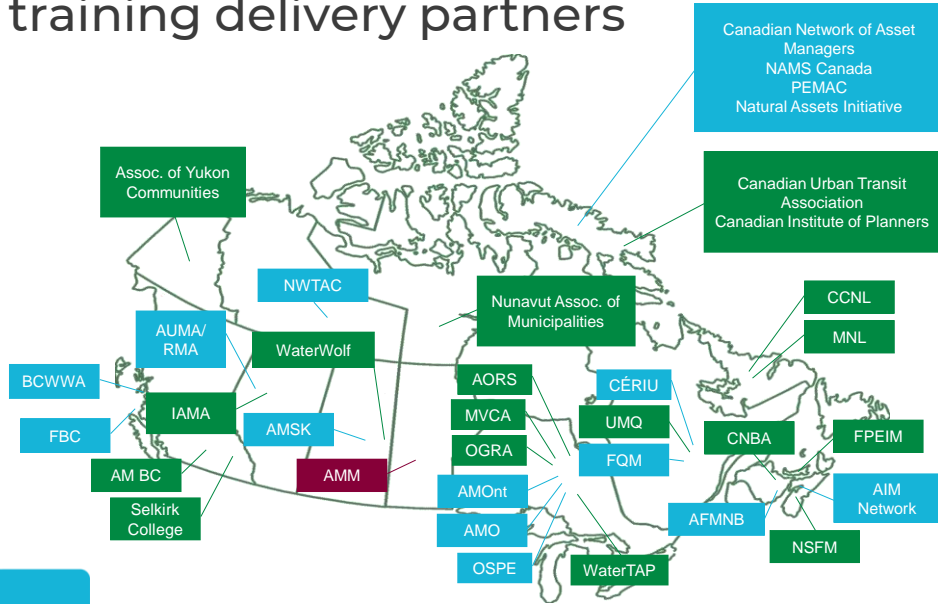 training delivery partners
Canadian Network of Asset
Managers
NAMS Canada
PEMAC
Natural Assets Initiative
Assoc. of Yukon
Communities
Canadian Urban Transit
Association
Canadian Institute of Planners
NWTAC
Nunavut Assoc. of
Municipalities
CCNL
MNL
AUMA/
RMA
WaterWolf
BCWWA
AORS
CÉRIU
IAMA
MVCA
UMQ
FBC
AMSK
CNBA
FPEIM
OGRA
FQM
AM BC
AMM
AMOnt
AIM
Network
Selkirk
College
AMO
AFMNB
NSFM
OSPE
WaterTAP